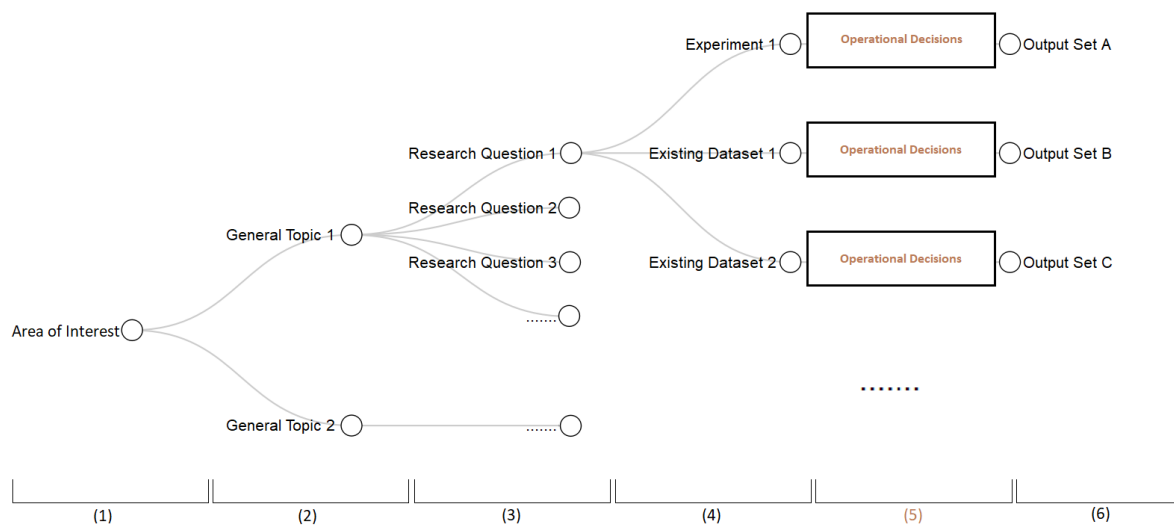 Experiment 1
Operational Decisions
Output Set A
Research Question 1
Existing Dataset 1
Operational Decisions
Output Set B
Research Question 2
General Topic 1
Research Question 3
Existing Dataset 2
Operational Decisions
Output Set C
.......
Area of Interest
.......
General Topic 2
.......
(1)
(2)
(3)
(4)
(5)
(6)